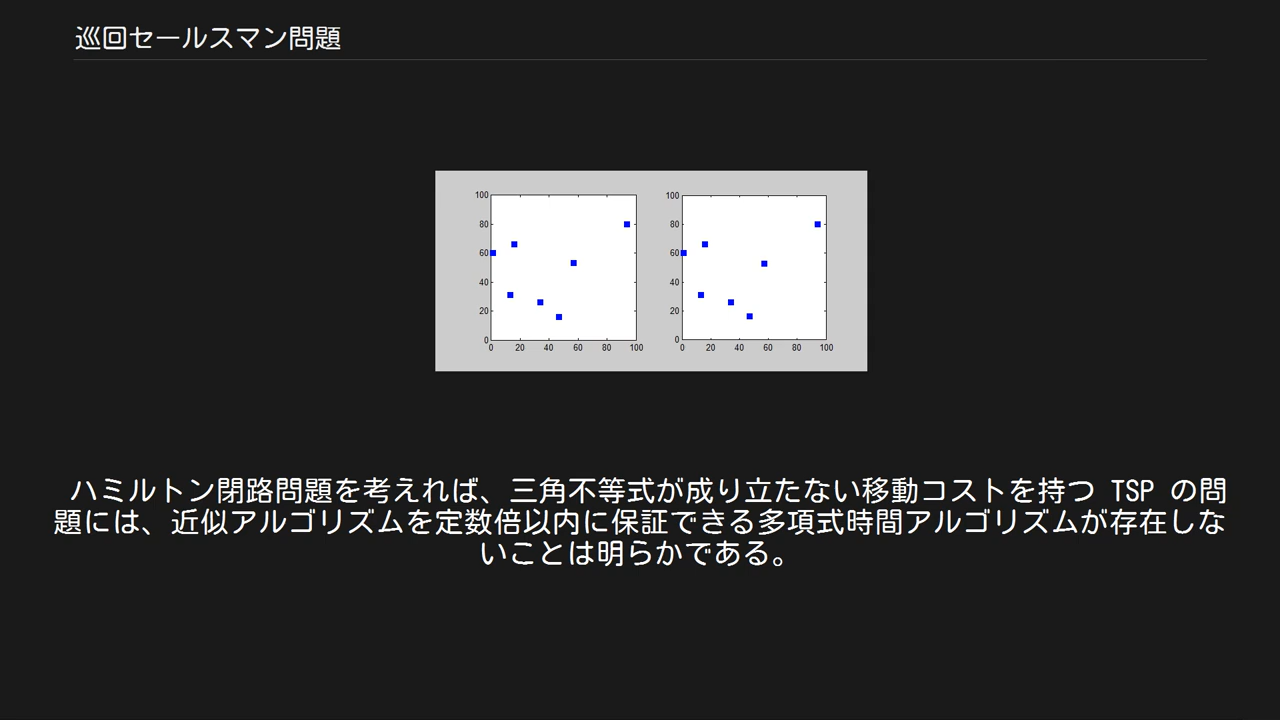 巡回セールスマン問題
100 100
80 80
60 60
40 40
20 20
0 0
0 20 40 60 80 100 0 20 40 60 80 100
ハミルトン閉路問題を考えれば、三角不等式が成り立たない移動コストを持つ TSP の問
題には、近似アルゴリズムを定数倍以内に保証できる多項式時間アルゴリズムが存在しな
いことは明らかである。